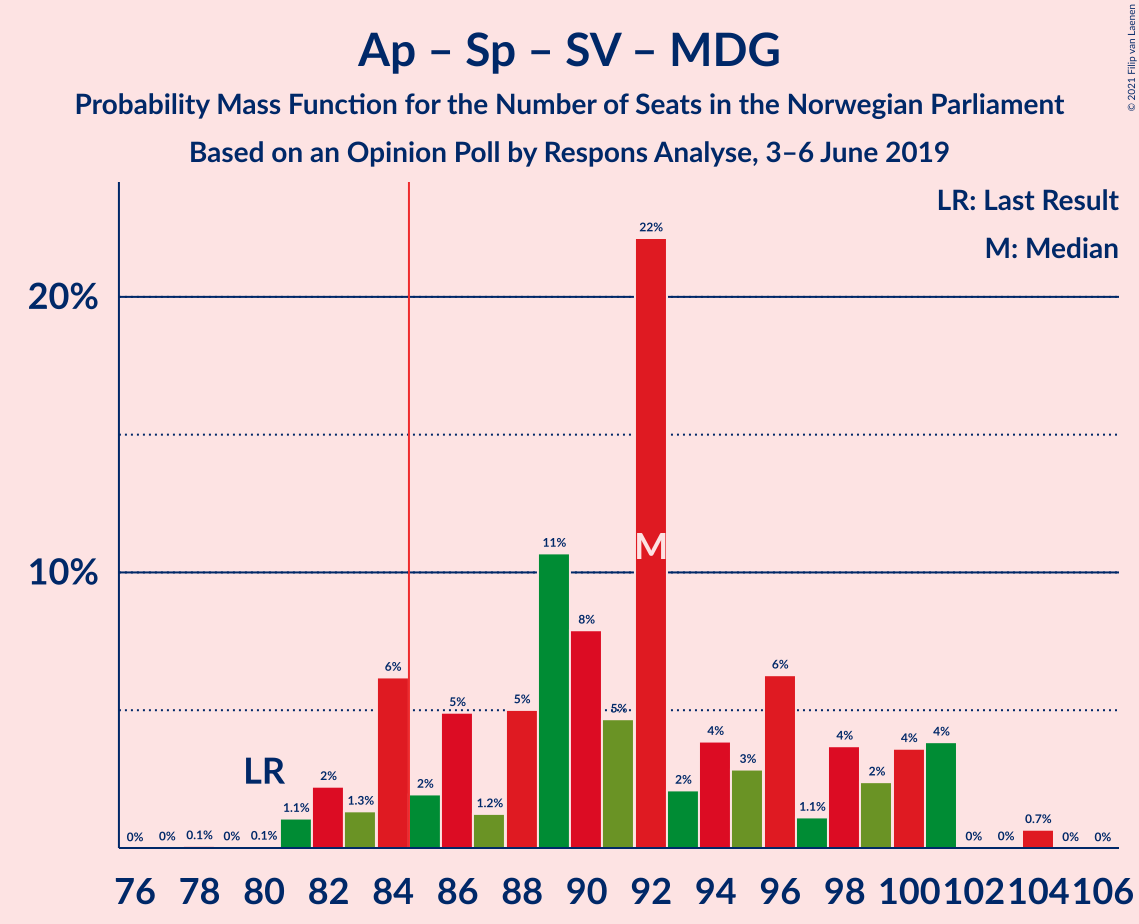 © 2021 Filip van Laenen
Ap – Sp – SV – MDG
Probability Mass Function for the Number of Seats in the Norwegian Parliament
Based on an Opinion Poll by Respons Analyse, 3–6 June 2019
LR: Last Result
M: Median
20%
10%
LR
M
0% 0% 0.1% 0% 0.1% 1.1% 2% 1.3% 6% 2% 5% 1.2% 5% 11% 8% 5% 22% 2% 4% 3% 6% 1.1% 4% 2% 4% 4% 0% 0% 0.7% 0% 0%
76 78 80 82 84 86 88 90 92 94 96 98 100 102 104 106